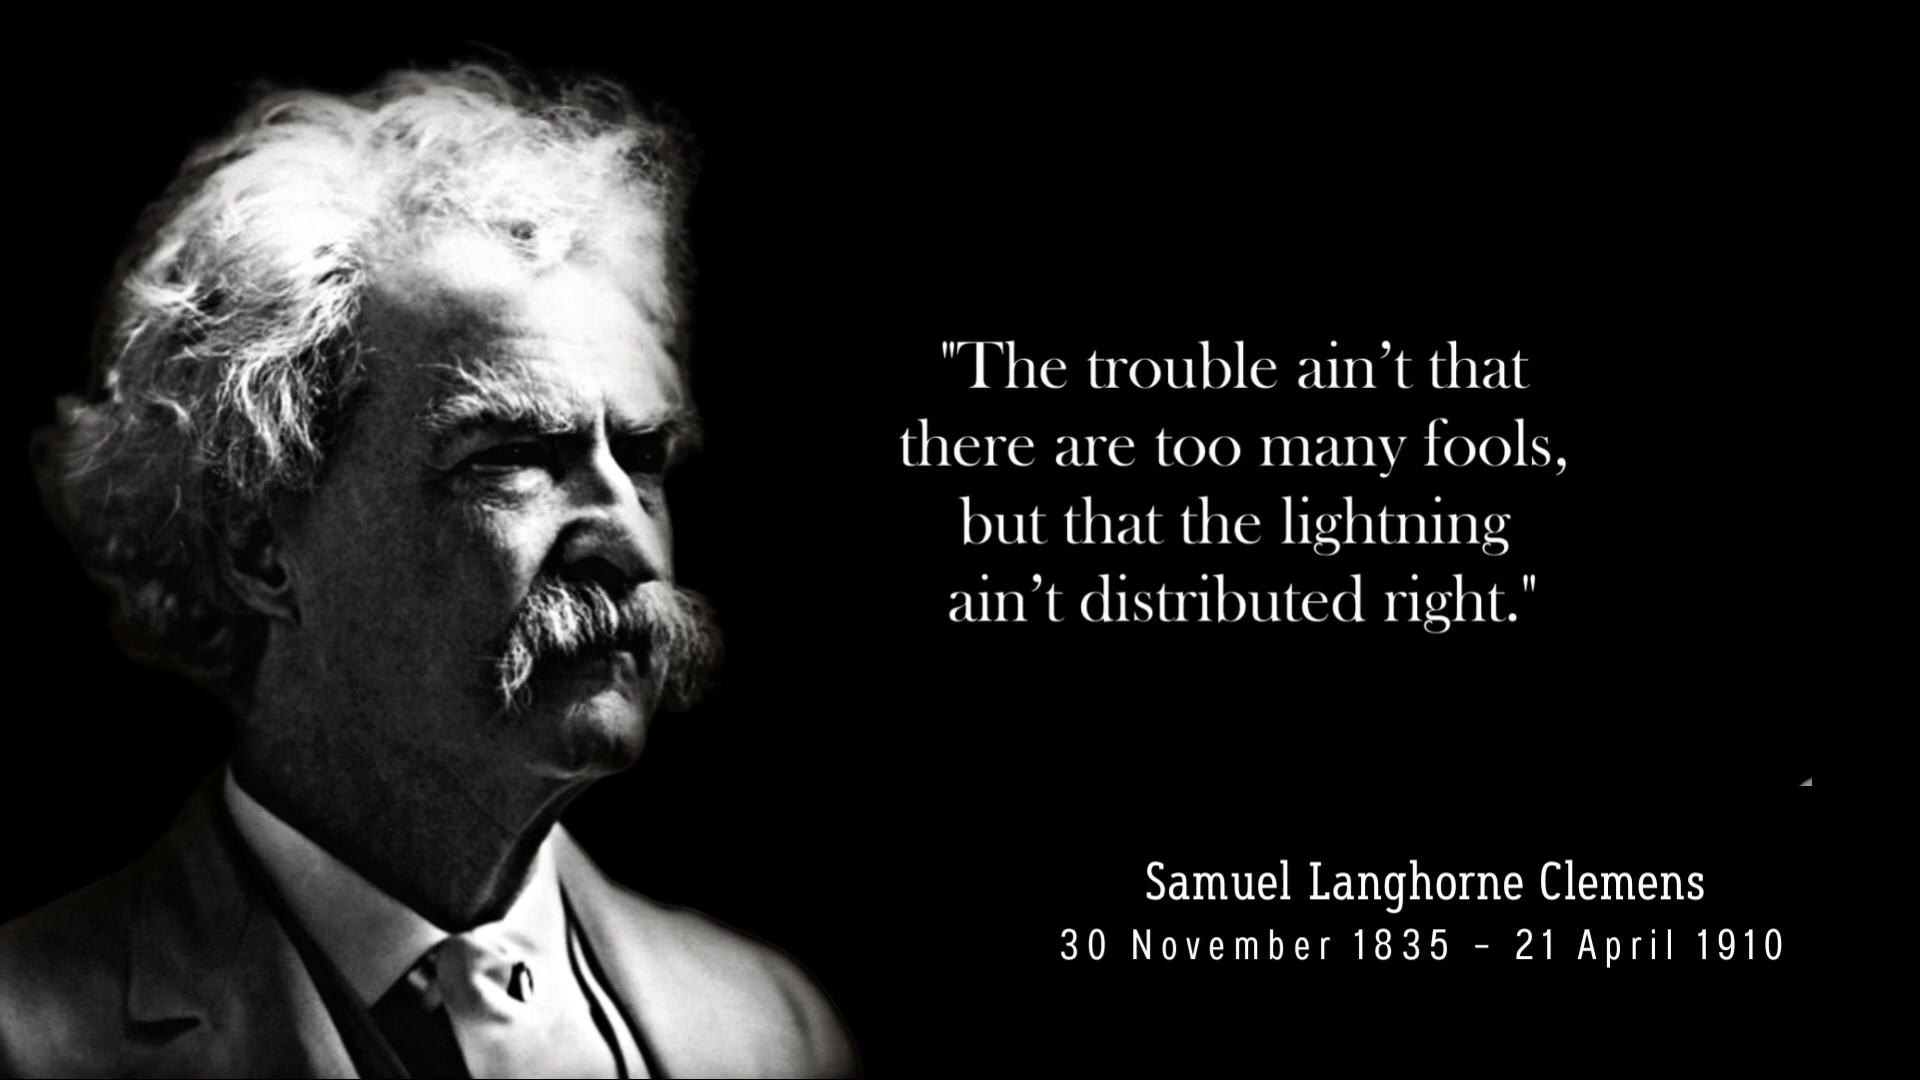 "The trouble ain’t that
there are too many fools,
but that the lightning
ain’t distributed right."
Samuel Langhorne Clemens
30 November 1835 – 21 April 1910